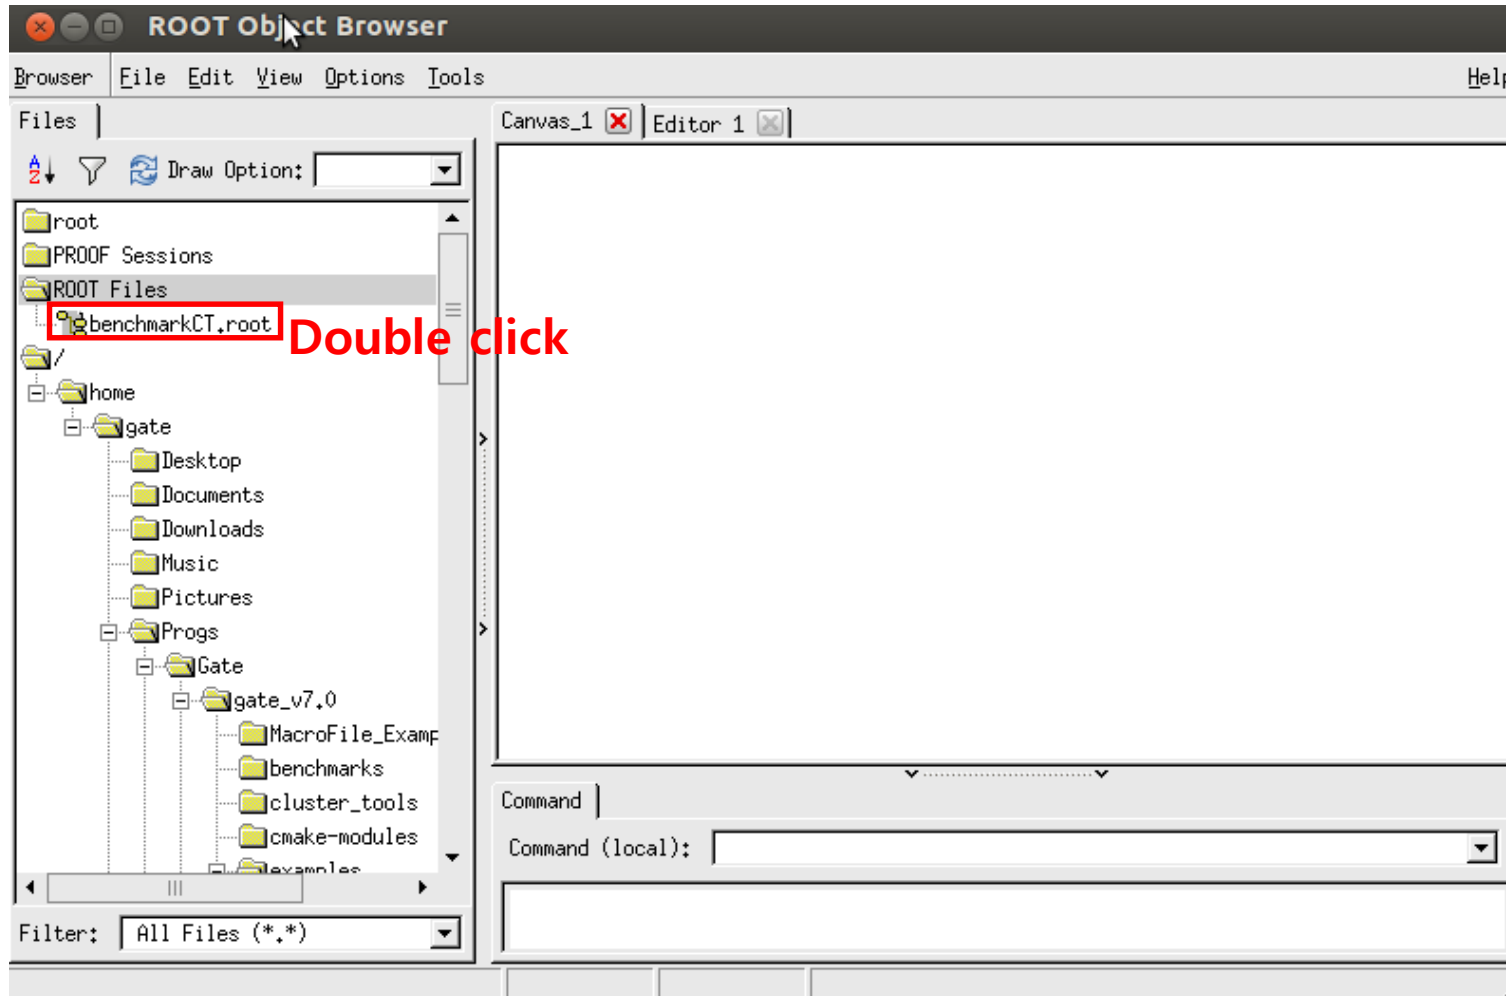 ROOT Object Browser
Browser File Edit View Options Tools Help
Files
Canvas_1 Editor 1
Draw Option:
root
PROOF Sessions
ROOT Files
benchmarkCT.root
Double click
/
home
gate
Desktop
Documents
Downloads
Music
Pictures
Progs
Gate
gate_v7.0
MacroFile_Examp
benchmarks
cluster_tools
cmake-modules
examples
Command
Command (local):
Filter: All Files (*.*)